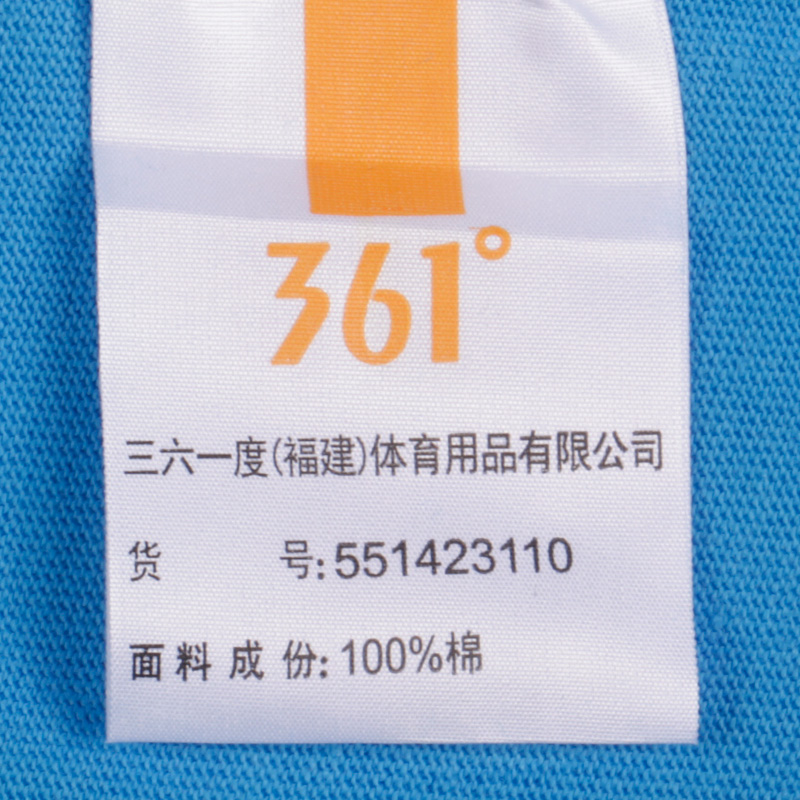 361°
三六一度(福建)体育用品有限公司
货 号:551423110
面料成份:100%棉